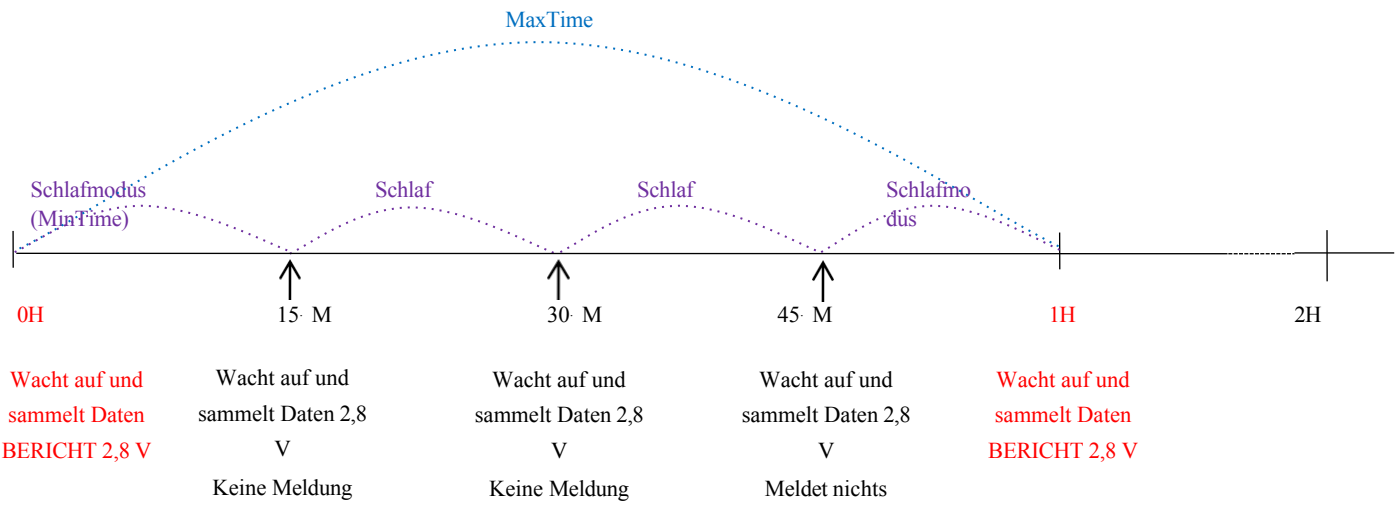 MaxTime
Schlafmodus
(MinTime)
Schlaf
Schlaf
Schlafmo
dus
0H
15· M
30· M
45· M
1H
2H
Wacht auf und
sammelt Daten
BERICHT 2,8 V
Wacht auf und
sammelt Daten 2,8
V
Keine Meldung
Wacht auf und
sammelt Daten 2,8
V
Keine Meldung
Wacht auf und
sammelt Daten 2,8
V
Meldet nichts
Wacht auf und
sammelt Daten
BERICHT 2,8 V